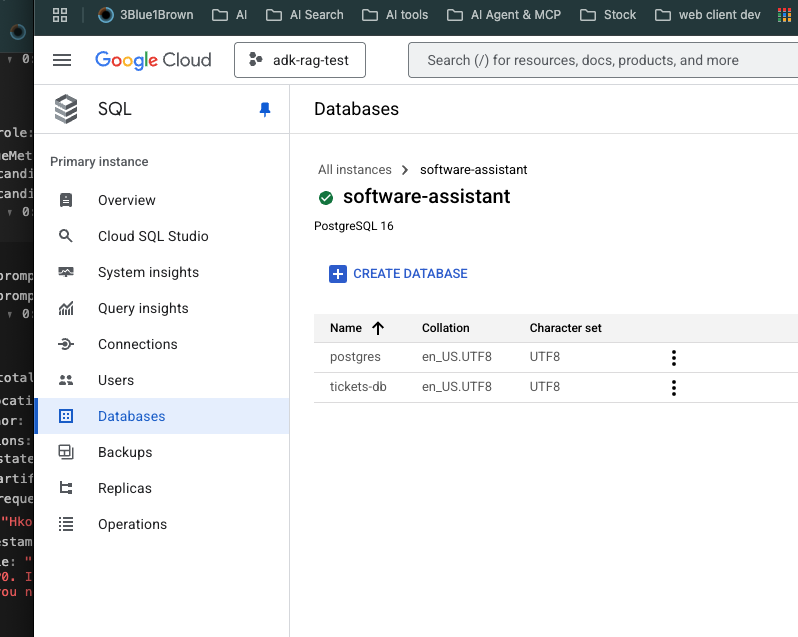 3Blue1Brown AI AI Search AI tools AI Agent & MCP Stock web client dev
Google Cloud adk-rag-test Search (/) for resources, docs, products, and more
SQL
Databases
Primary instance
Overview
Cloud SQL Studio
System insights
Query insights
Connections
Users
Databases
Backups
Replicas
Operations
All instances software-assistant
software-assistant
PostgreSQL 16
CREATE DATABASE
Name Collation Character set
postgres en_US.UTF8 UTF8
tickets-db en_US.UTF8 UTF8
0:
role:
eMet
candi
candi
0:
promp
promp
0:
total
ocati
or:
ions:
state
artif
reque
"Hko
estam
e: "
0. I
ou n